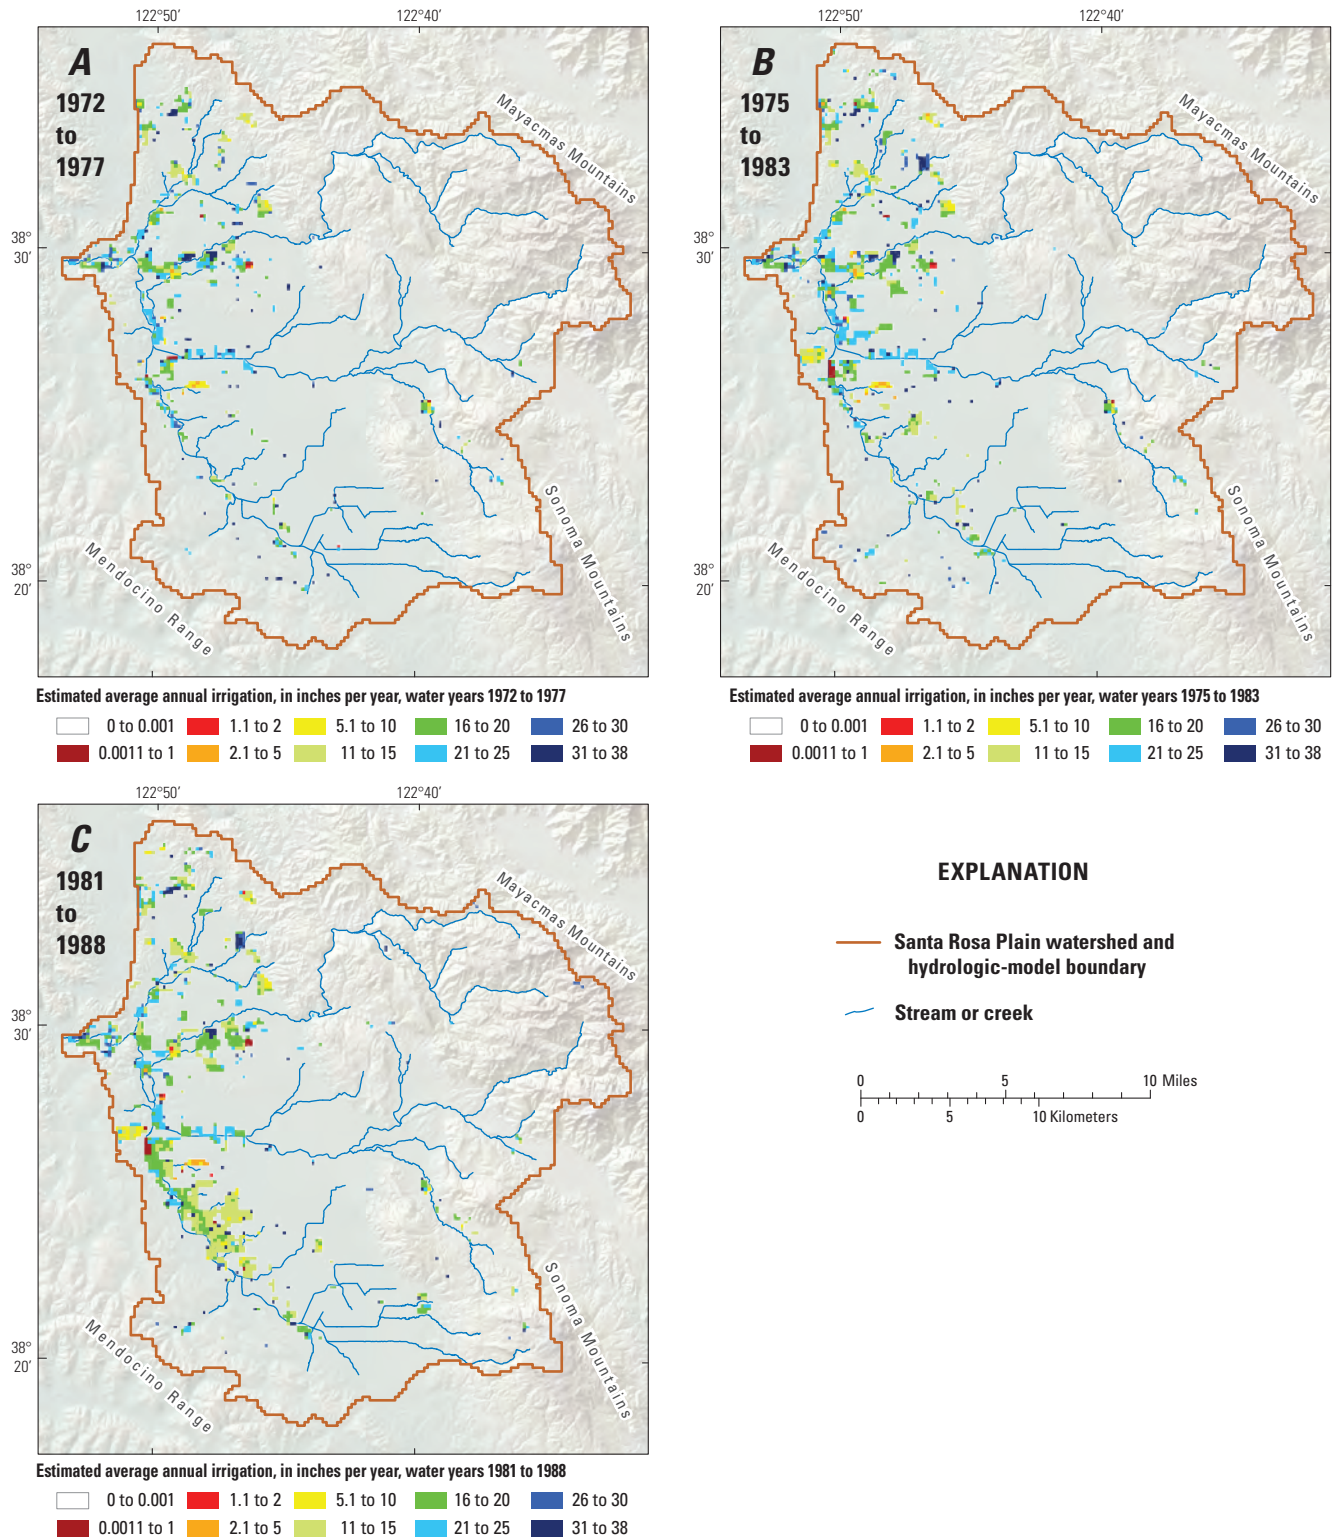 122°50′ 122°40′ 122°50′ 122°40′
A
1972
to
1977
Mayacmas Mountains
38°
30′
38°
20′
Mendocino Range
Sonoma Mountains
B
1975
to
1983
Mayacmas Mountains
38°
30′
38°
20′
Mendocino Range
Sonoma Mountains
Estimated average annual irrigation, in inches per year, water years 1972 to 1977
0 to 0.001 1.1 to 2 5.1 to 10 16 to 20 26 to 30
0.0011 to 1 2.1 to 5 11 to 15 21 to 25 31 to 38
Estimated average annual irrigation, in inches per year, water years 1975 to 1983
0 to 0.001 1.1 to 2 5.1 to 10 16 to 20 26 to 30
0.0011 to 1 2.1 to 5 11 to 15 21 to 25 31 to 38
122°50′ 122°40′
C
1981
to
1988
Mayacmas Mountains
38°
30′
38°
20′
Mendocino Range
Sonoma Mountains
Estimated average annual irrigation, in inches per year, water years 1981 to 1988
0 to 0.001 1.1 to 2 5.1 to 10 16 to 20 26 to 30
0.0011 to 1 2.1 to 5 11 to 15 21 to 25 31 to 38
EXPLANATION
Santa Rosa Plain watershed and
hydrologic-model boundary
Stream or creek
0 5 10 Miles
0 5 10 Kilometers